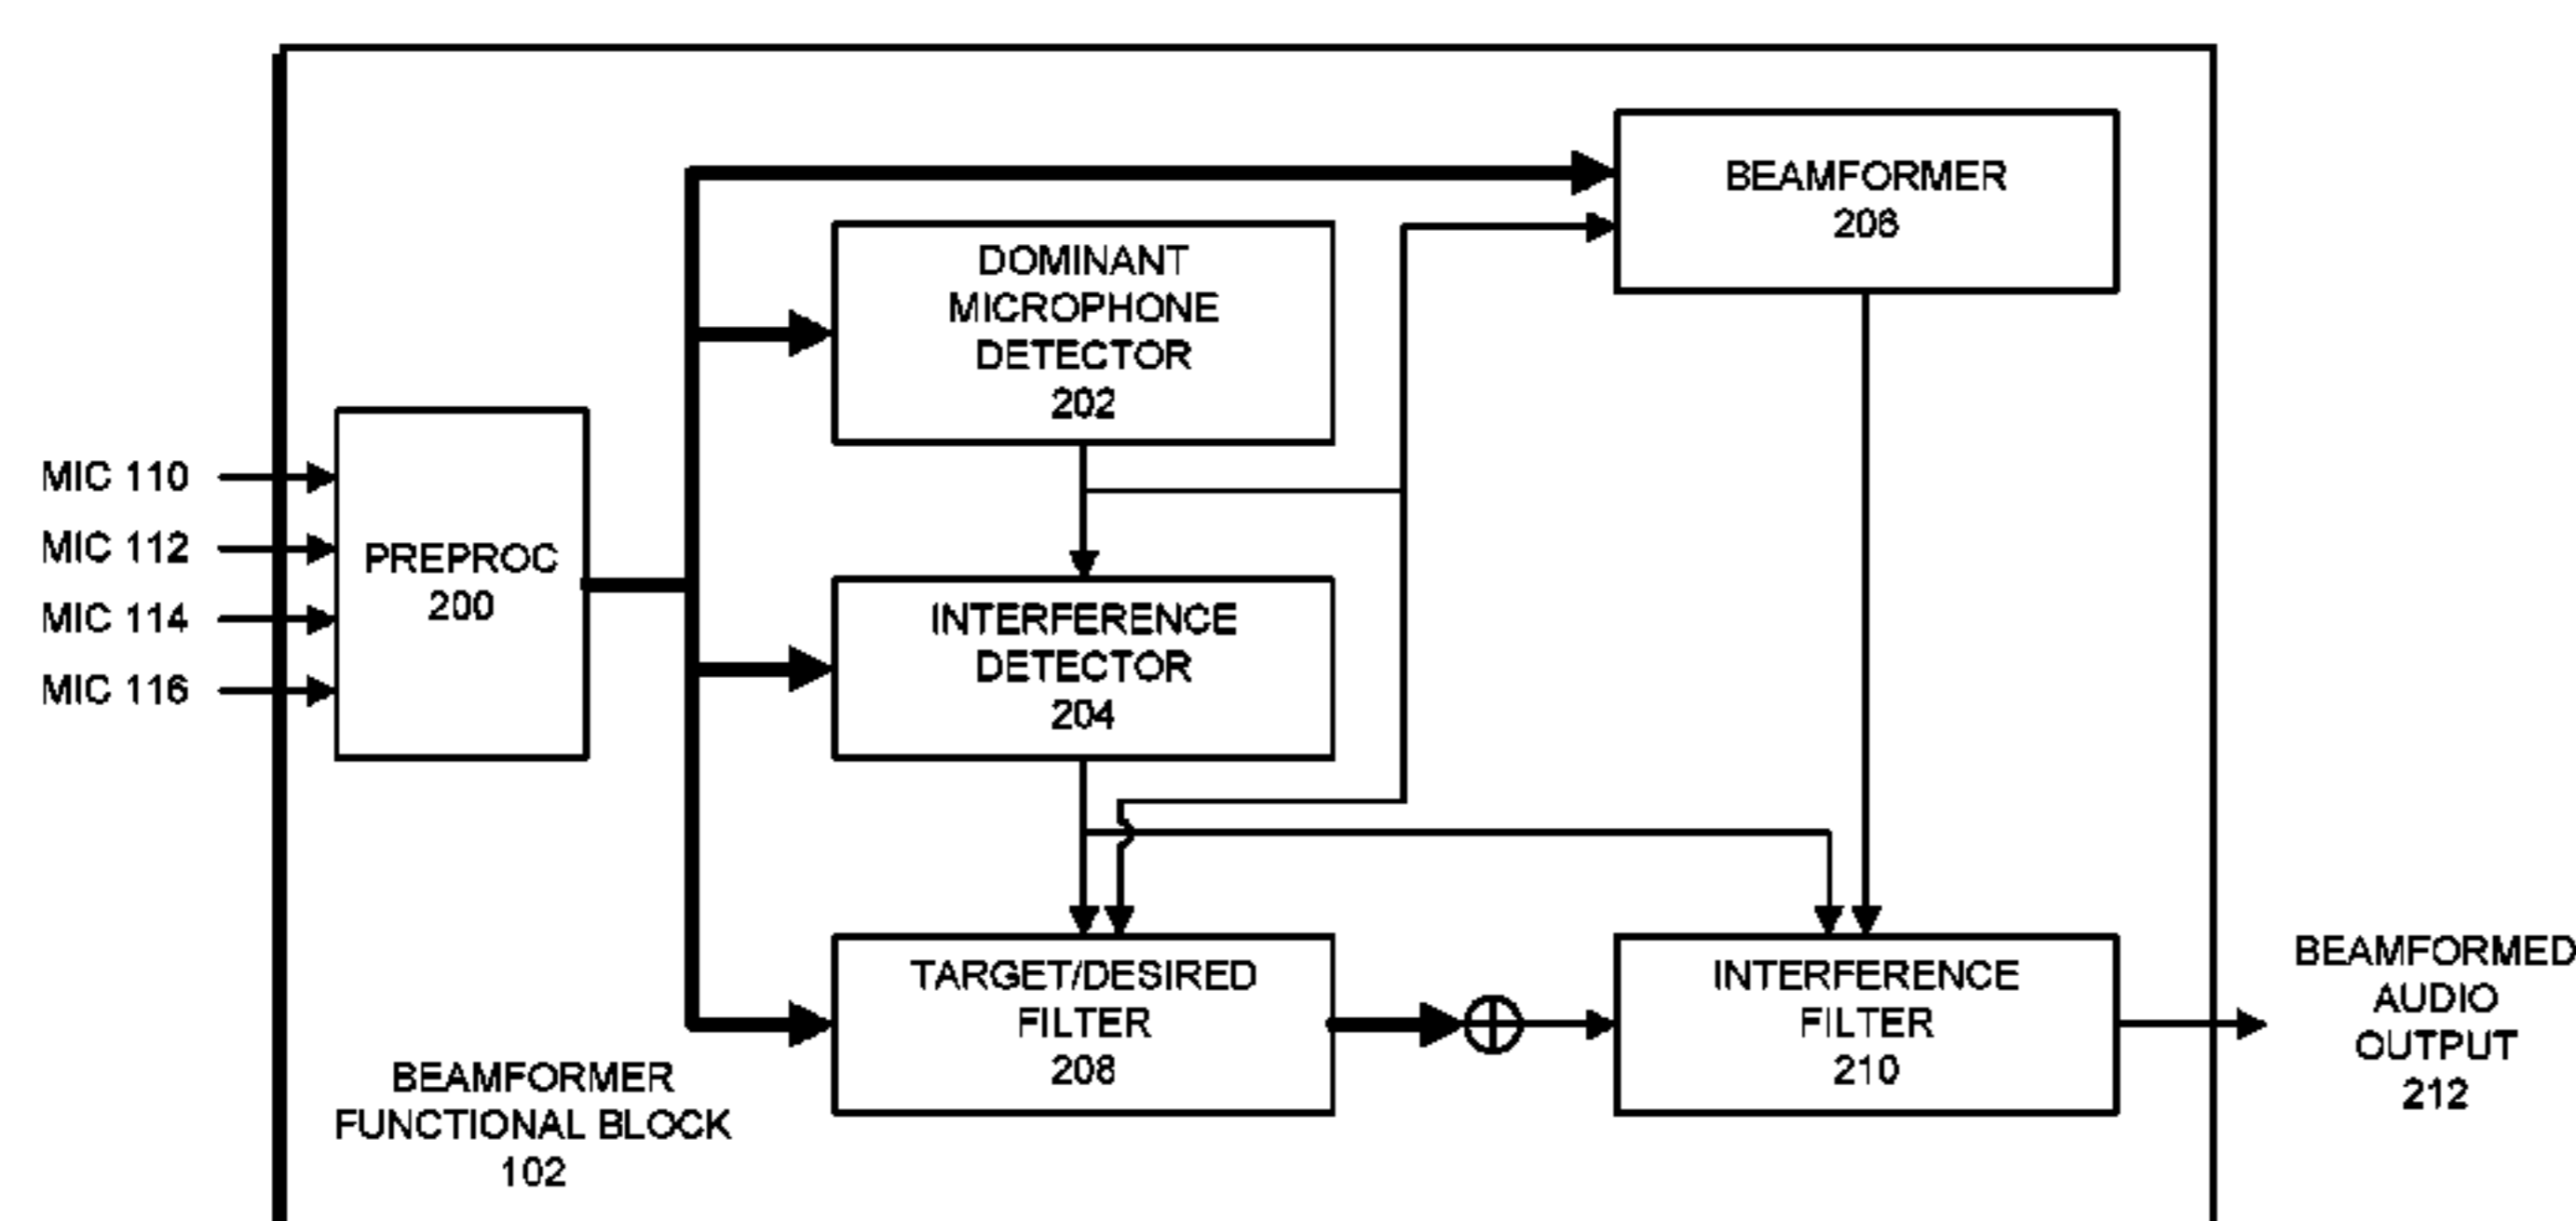 BEAMFORMER
206
DOMINANT
MICROPHONE
DETECTOR
202
MIC 110
MIC 112
MIC 114
MIC 116
PREPROC
200
INTERFERENCE
DETECTOR
204
TARGET/DESIRED
FILTER
208
INTERFERENCE
FILTER
210
BEAMFORMED
AUDIO
OUTPUT
212
BEAMFORMER
FUNCTIONAL BLOCK
102